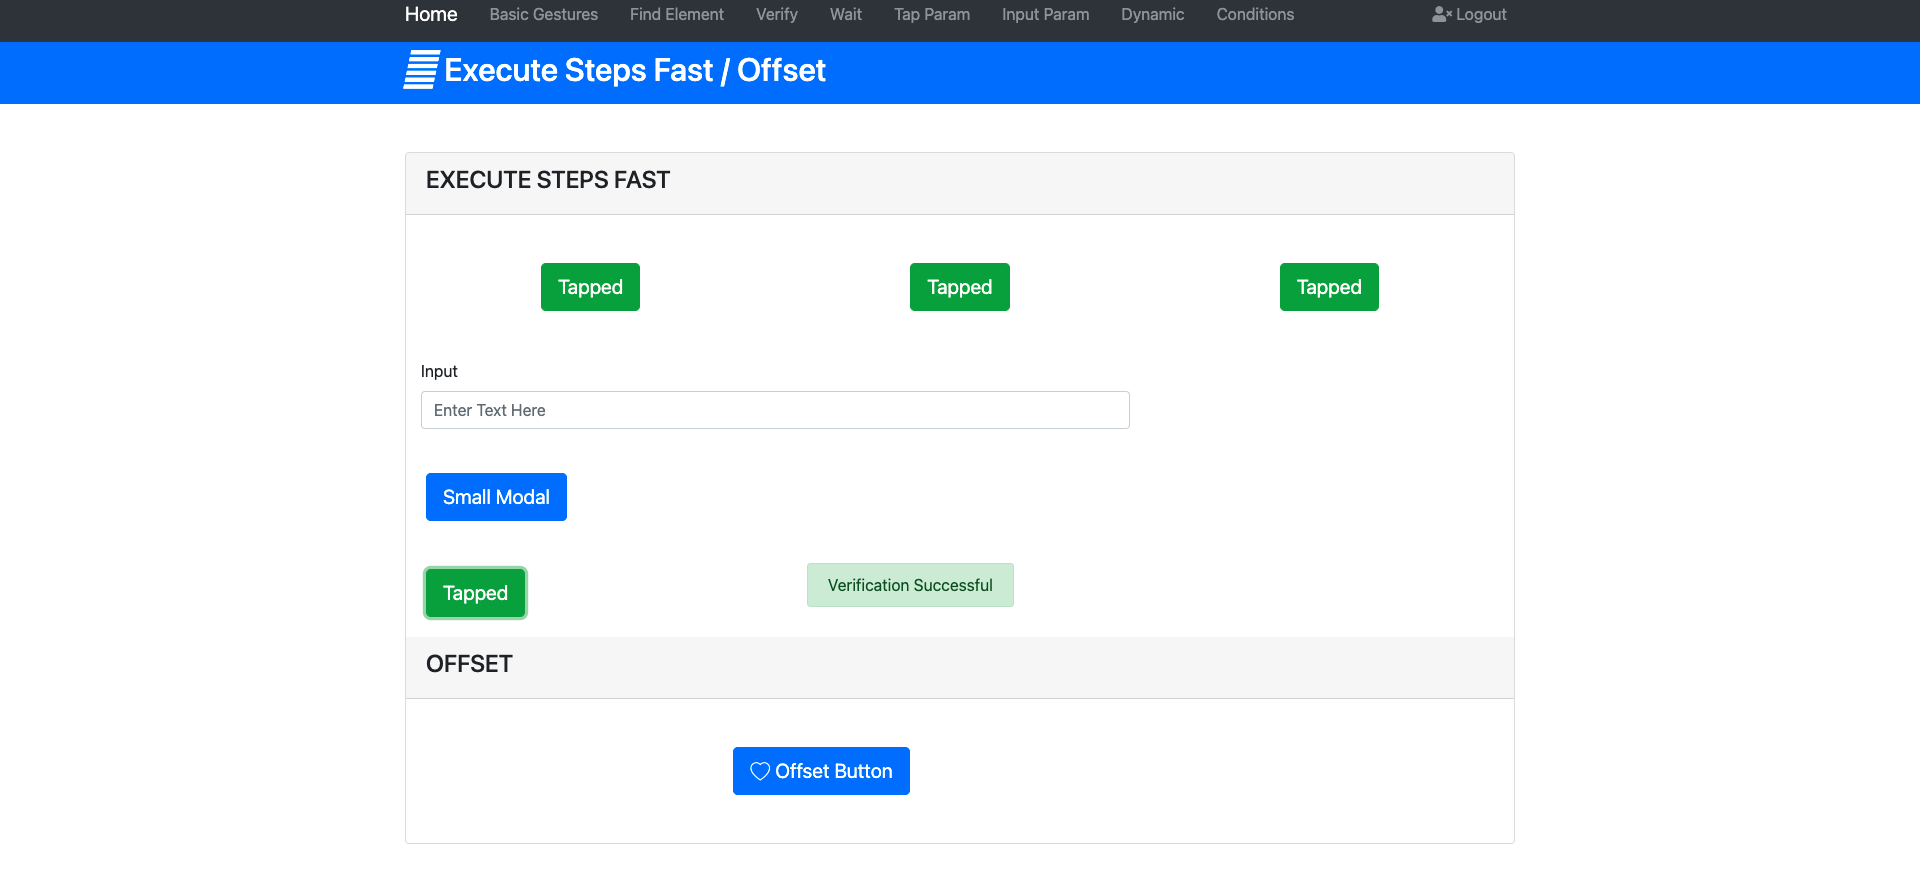 Home Basic Gestures Find Element Verify Wait Tap Param Input Param Dynamic Conditions Logout
Execute Steps Fast / Offset
EXECUTE STEPS FAST
Tapped Tapped Tapped
Input
Enter Text Here
Small Modal
Tapped Verification Successful
OFFSET
Offset Button